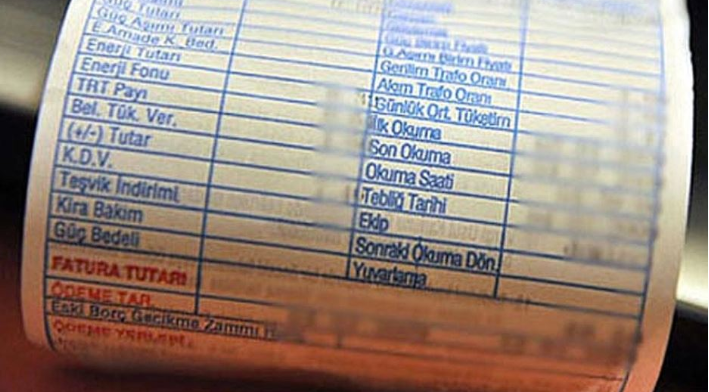 Güç Tutarı
Güç Aşımı Tutarı
E.Amade K. Bed.
Enerji Tutarı
Enerji Fonu
TRT Payı
Bel. Tük. Ver.
(+/-) Tutar
K.D.V.
Teşvik İndirimi
Kira Bakım
Güç Bedeli
FATURA TUTARI
ÖDEME TAR.
Eski Borç Gecikme Zammı
ÖDEME YERLERİ :
Güç Birim Fiyatı
G.Aşımı Birim Fiyatı
Gerilim Trafo Oranı
Akım Trafo Oranı
Günlük Ort. Tüketim
İlk Okuma
Son Okuma
Okuma Saati
Tebliğ Tarihi
Ekip
Sonraki Okuma Dön.
Yuvarlama